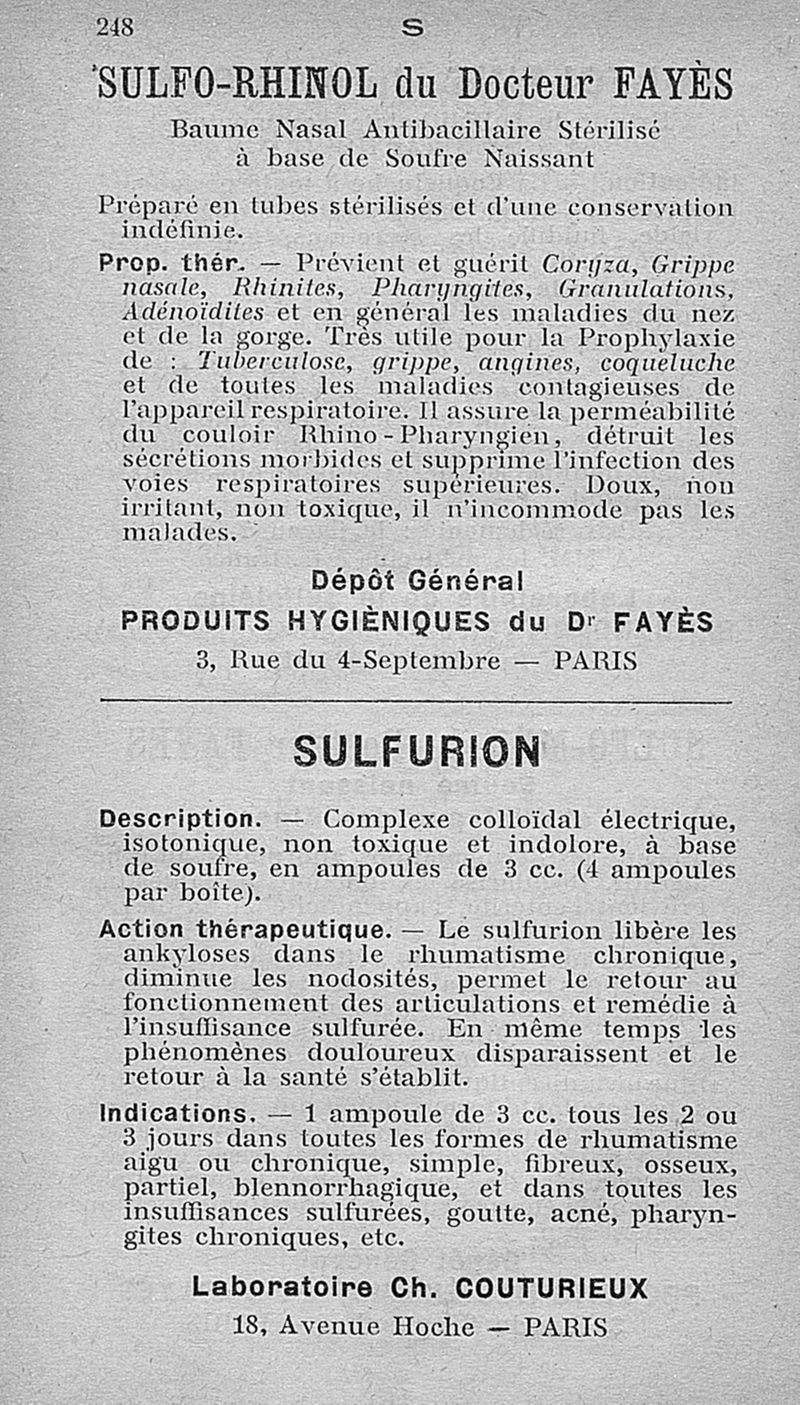 248
S
SULFO-RHINOL du Docteur FAYÈS
Baume Nasal Antibacillaire Stérilisé
à base de Soufre Naissant
Préparé en tubes stérilisés et d'une conservation
indéfinie.
Prop. thér. — Prévient et guérit Coryza, Grippe
nasale, Rhinites, Pharyngites, Granulations,
Adénoïdites et en général les maladies du nez
et de la gorge. Très utile pour la Prophylaxie
de : Tuberculose, grippe, angines, coqueluche
et de toutes les maladies contagieuses de
l'appareil respiratoire. Il assure la perméabilité
du couloir Rhino-Pharyngien, détruit les
sécrétions morbides et supprime l'infection des
voies respiratoires supérieures. Doux, non
irritant, non toxique, il n'incommode pas les
malades.
Dépôt Général
PRODUITS HYGIÈNIQUES du Dr FAYÈS
3, Rue du 4-Septembre — PARIS
SULFURION
Description. — Complexe colloïdal électrique,
isotonique, non toxique et indolore, à base
de soufre, en ampoules de 3 cc. (4 ampoules
par boîte).
Action thérapeutique. — Le sulfurion libère les
ankyloses dans le rhumatisme chronique,
diminue les nodosités, permet le retour au
fonctionnement des articulations et remédie à
l'insuffisance sulfurée. En même temps les
phénomènes douloureux disparaissent et le
retour à la santé s'établit.
Indications. — 1 ampoule de 3 cc. tous les 2 ou
3 jours dans toutes les formes de rhumatisme
aigu ou chronique, simple, fibreux, osseux,
partiel, blennorrhagique, et dans toutes les
insuffisances sulfurées, goutte, acné, pharyn-
gites chroniques, etc.
Laboratoire Ch. COUTURIEUX
18, Avenue Hoche — PARIS